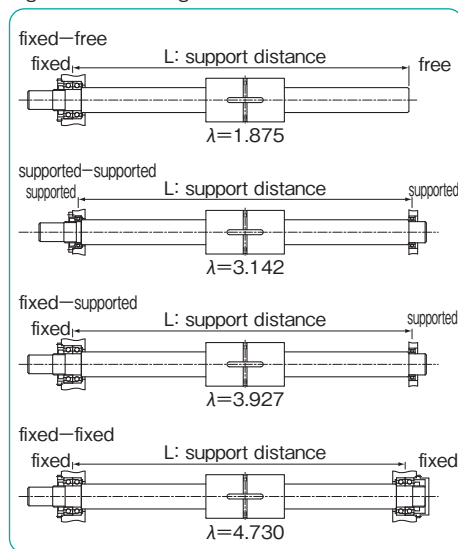 fixed−free
fixed L: support distance free
λ=1.875
supported−supported
supported L: support distance supported
λ=3.142
fixed−supported
fixed L: support distance supported
λ=3.927
fixed−fixed
fixed L: support distance fixed
λ=4.730